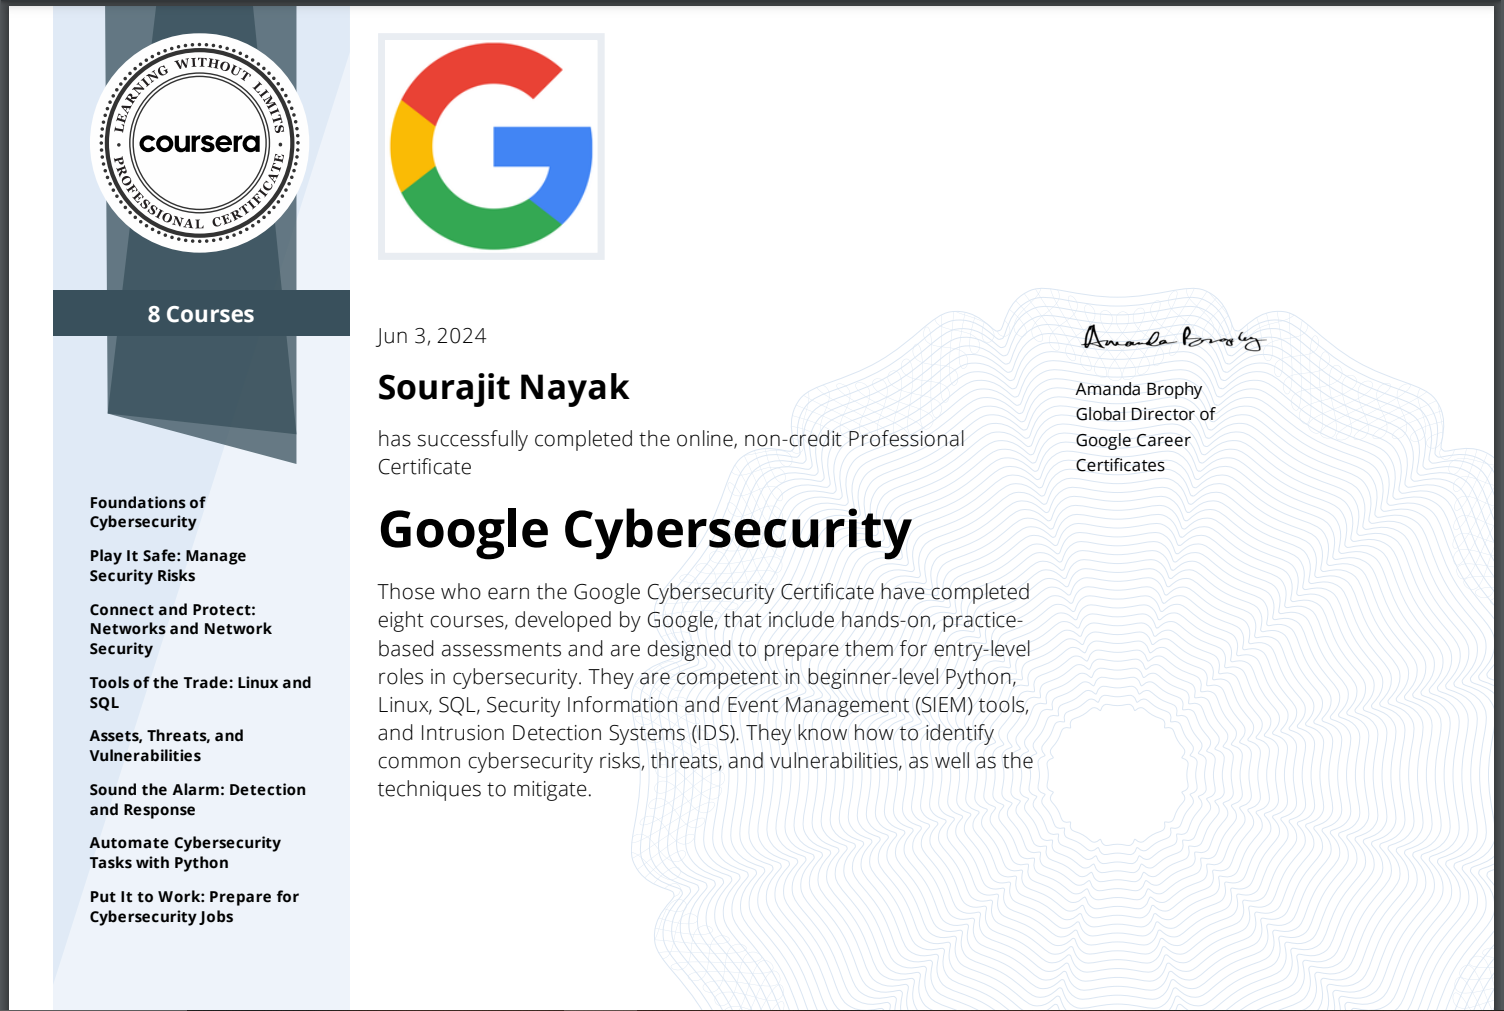 LEARNING WITHOUT LIMITS
coursera
PROFESSIONAL CERTIFICATE
8 Courses
Foundations of
Cybersecurity
Play It Safe: Manage
Security Risks
Connect and Protect:
Networks and Network
Security
Tools of the Trade: Linux and
SQL
Assets, Threats, and
Vulnerabilities
Sound the Alarm: Detection
and Response
Automate Cybersecurity
Tasks with Python
Put It to Work: Prepare for
Cybersecurity Jobs
G
Jun 3, 2024
Sourajit Nayak
has successfully completed the online, non-credit Professional
Certificate
Google Cybersecurity
Those who earn the Google Cybersecurity Certificate have completed
eight courses, developed by Google, that include hands-on, practice-
based assessments and are designed to prepare them for entry-level
roles in cybersecurity. They are competent in beginner-level Python,
Linux, SQL, Security Information and Event Management (SIEM) tools,
and Intrusion Detection Systems (IDS). They know how to identify
common cybersecurity risks, threats, and vulnerabilities, as well as the
techniques to mitigate.
Amanda Brophy
Amanda Brophy
Global Director of
Google Career
Certificates